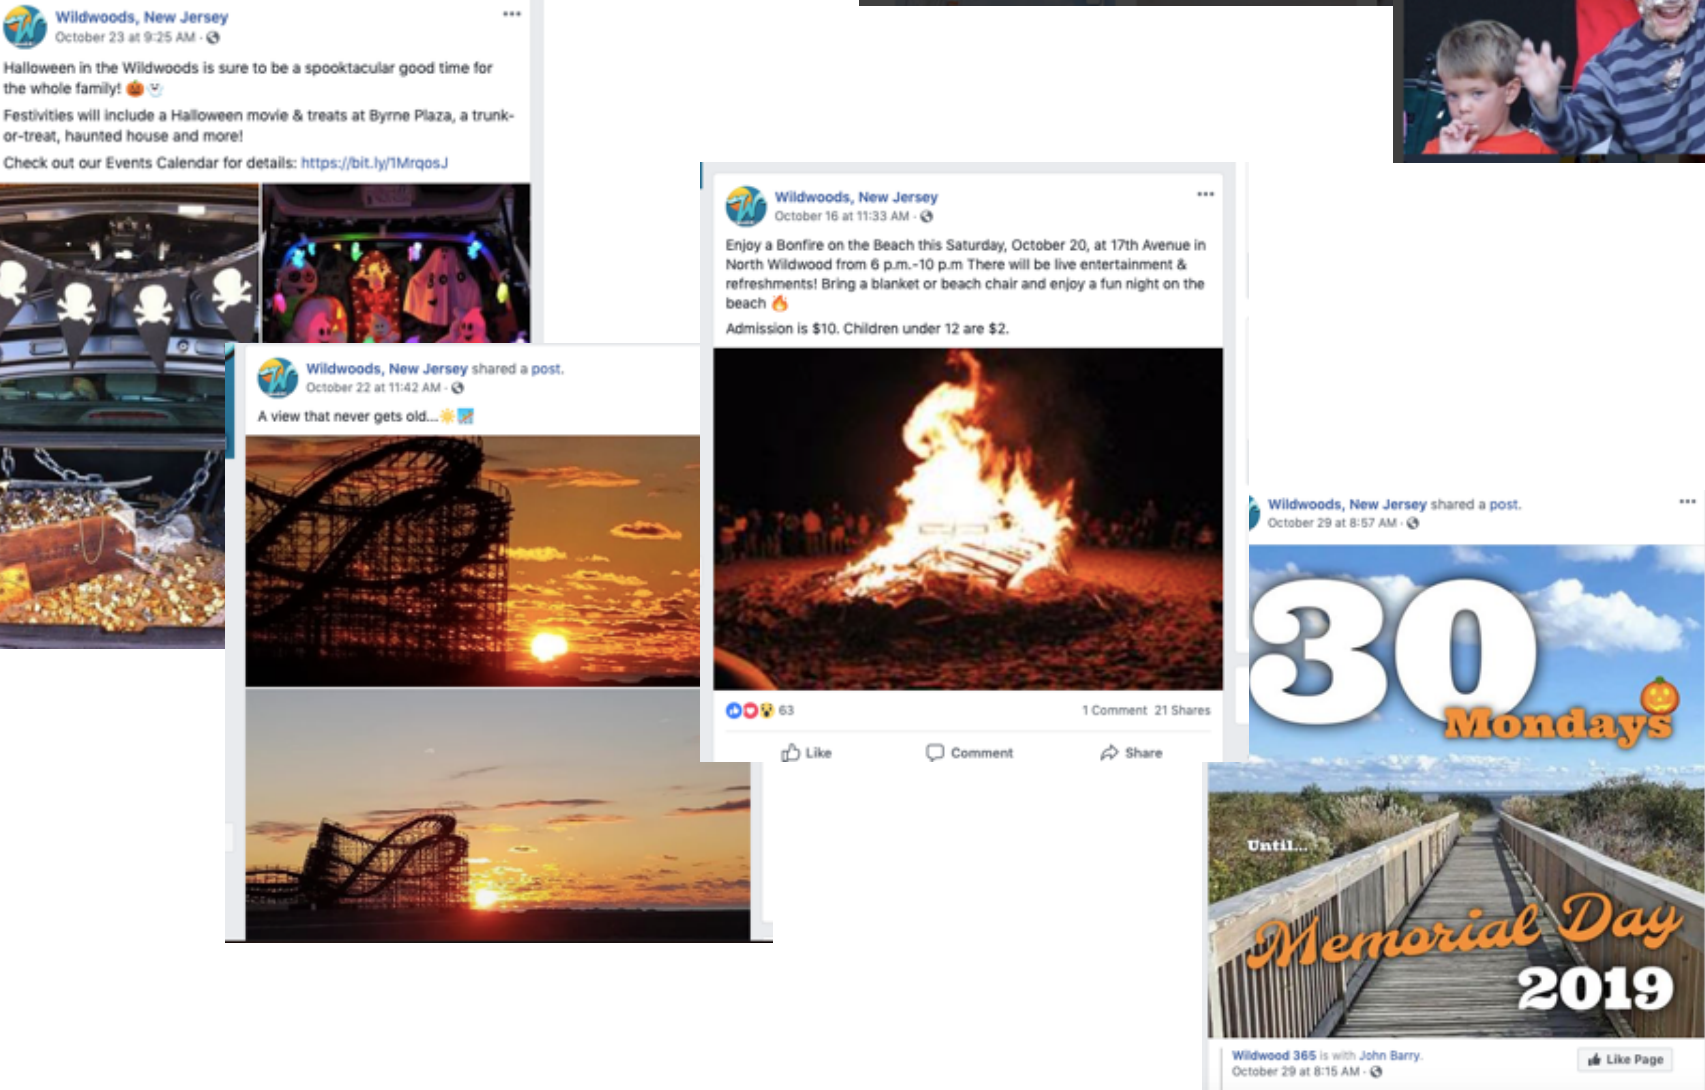 Wildwoods, New Jersey
October 23 at 9:25 AM ·
Halloween in the Wildwoods is sure to be a spooktacular good time for
the whole family! 🎃👻
Festivities will include a Halloween movie & treats at Byrne Plaza, a trunk-
or-treat, haunted house and more!
Check out our Events Calendar for details: https://bit.ly/1MrqosJ
Wildwoods, New Jersey shared a post.
October 22 at 11:42 AM ·
A view that never gets old...☀️
Wildwoods, New Jersey
October 16 at 11:33 AM ·
Enjoy a Bonfire on the Beach this Saturday, October 20, at 17th Avenue in
North Wildwood from 6 p.m.-10 p.m There will be live entertainment &
refreshments! Bring a blanket or beach chair and enjoy a fun night on the
beach 🔥
Admission is $10. Children under 12 are $2.
63
1 Comment 21 Shares
Like Comment Share
Wildwoods, New Jersey shared a post.
October 29 at 8:57 AM ·
30
Mondays
Until...
Memorial Day
2019
Wildwood 365 is with John Barry.
October 29 at 8:15 AM ·
Like Page